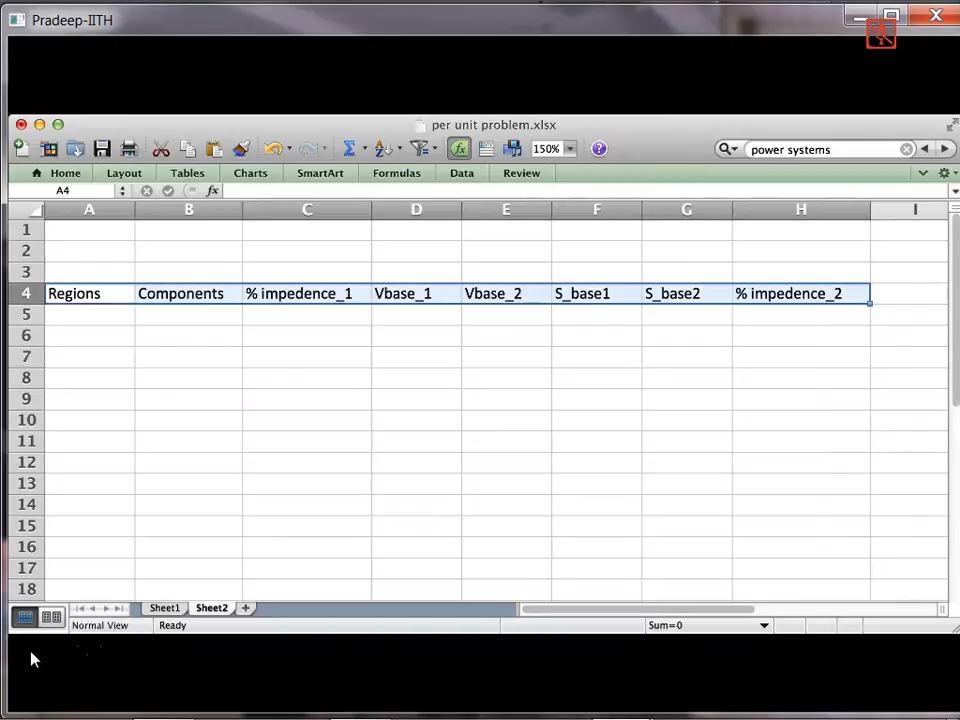 Pradeep-IITH
per unit problem.xlsx
150% power systems
Home Layout Tables Charts SmartArt Formulas Data Review
A4 fx
A B C D E F G H I
1
2
3
4 Regions Components % impedence_1 Vbase_1 Vbase_2 S_base1 S_base2 % impedence_2
5
6
7
8
9
10
11
12
13
14
15
16
17
18
Sheet1 Sheet2
Normal View Ready Sum=0